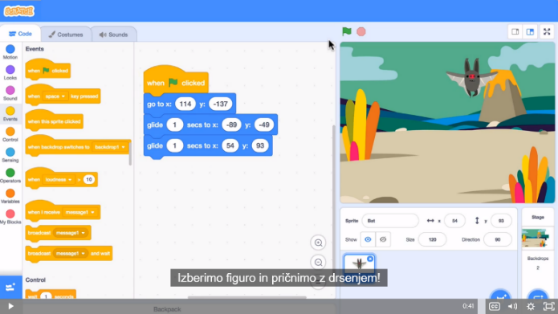 Code
Costumes
Sounds
Motion
Looks
Sound
Events
Control
Sensing
Operators
Variables
My Blocks
Events
when clicked
when space key pressed
when this sprite clicked
when backdrop switches to backdrop1
when loudness > 10
when I receive message1
broadcast message1
broadcast message1 and wait
Control
when clicked
go to x: 114 y: -137
glide 1 secs to x: -89 y: -49
glide 1 secs to x: 54 y: 93
Sprite Bat x 54 y 93
Show Size 120 Direction 90
Stage
Backdrops
2
Izberimo figuro in pričnimo z drsenjem!
Backpack
0:41
CC